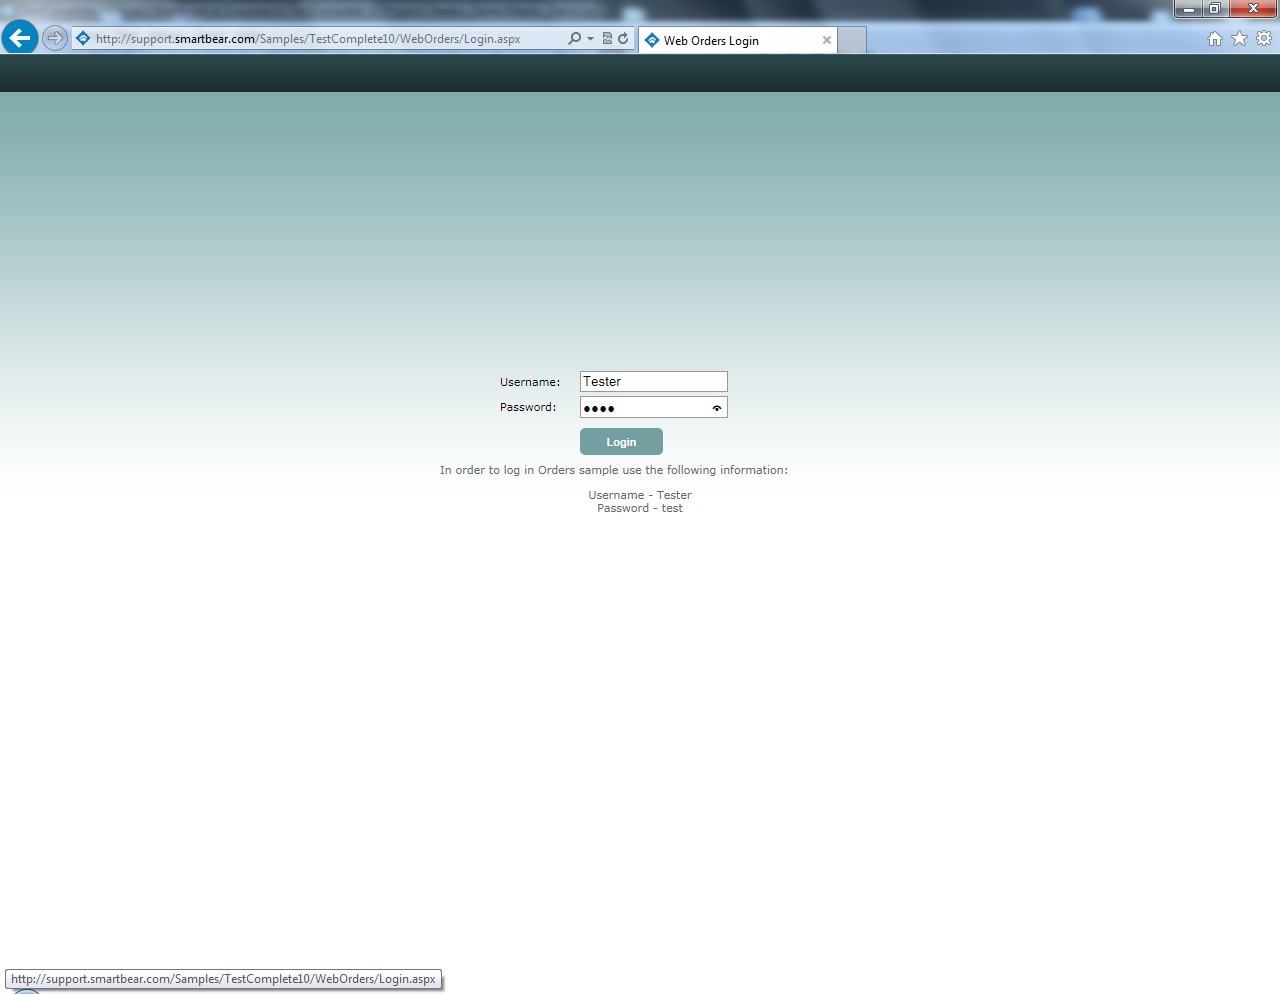 http://support.smartbear.com/Samples/TestComplete10/WebOrders/Login.aspx
Web Orders Login
Username: Tester
Password: ●●●●
Login
In order to log in Orders sample use the following information:
Username - Tester
Password - test
http://support.smartbear.com/Samples/TestComplete10/WebOrders/Login.aspx